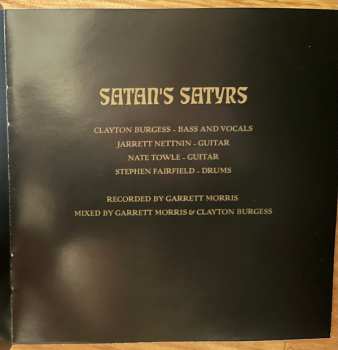 SATAN'S SATYRS
CLAYTON BURGESS - BASS AND VOCALS
JARRETT NETTNIN - GUITAR
NATE TOWLE - GUITAR
STEPHEN FAIRFIELD - DRUMS
RECORDED BY GARRETT MORRIS
MIXED BY GARRETT MORRIS & CLAYTON BURGESS